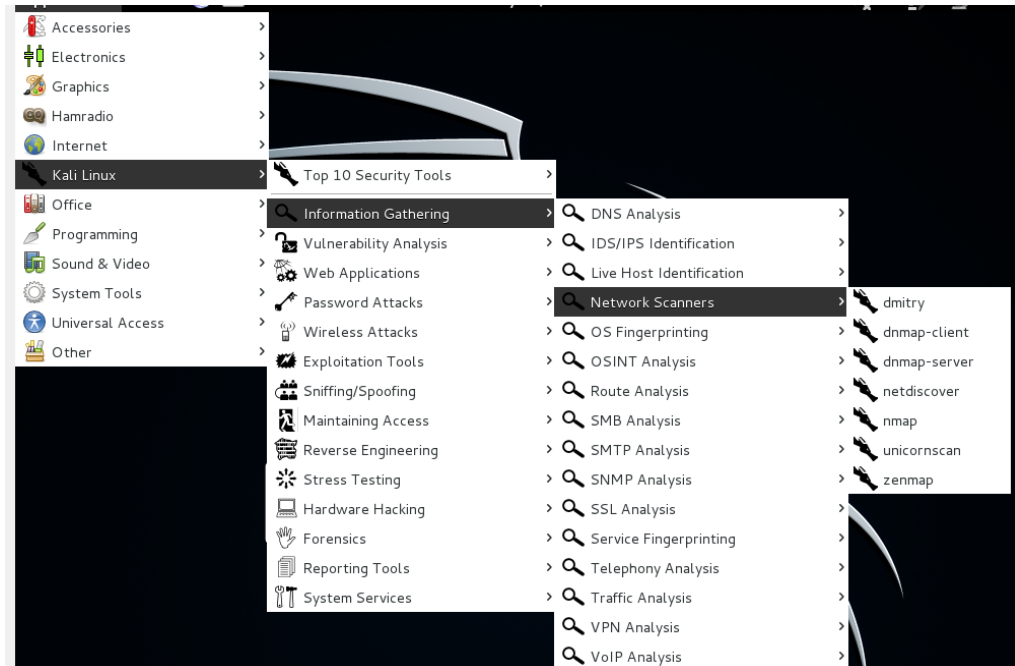 Accessories
Electronics
Graphics
Hamradio
Internet
Kali Linux
Office
Programming
Sound & Video
System Tools
Universal Access
Other
Top 10 Security Tools
Information Gathering
Vulnerability Analysis
Web Applications
Password Attacks
Wireless Attacks
Exploitation Tools
Sniffing/Spoofing
Maintaining Access
Reverse Engineering
Stress Testing
Hardware Hacking
Forensics
Reporting Tools
System Services
DNS Analysis
IDS/IPS Identification
Live Host Identification
Network Scanners
OS Fingerprinting
OSINT Analysis
Route Analysis
SMB Analysis
SMTP Analysis
SNMP Analysis
SSL Analysis
Service Fingerprinting
Telephony Analysis
Traffic Analysis
VPN Analysis
VoIP Analysis
dmitry
dnmap-client
dnmap-server
netdiscover
nmap
unicornscan
zenmap